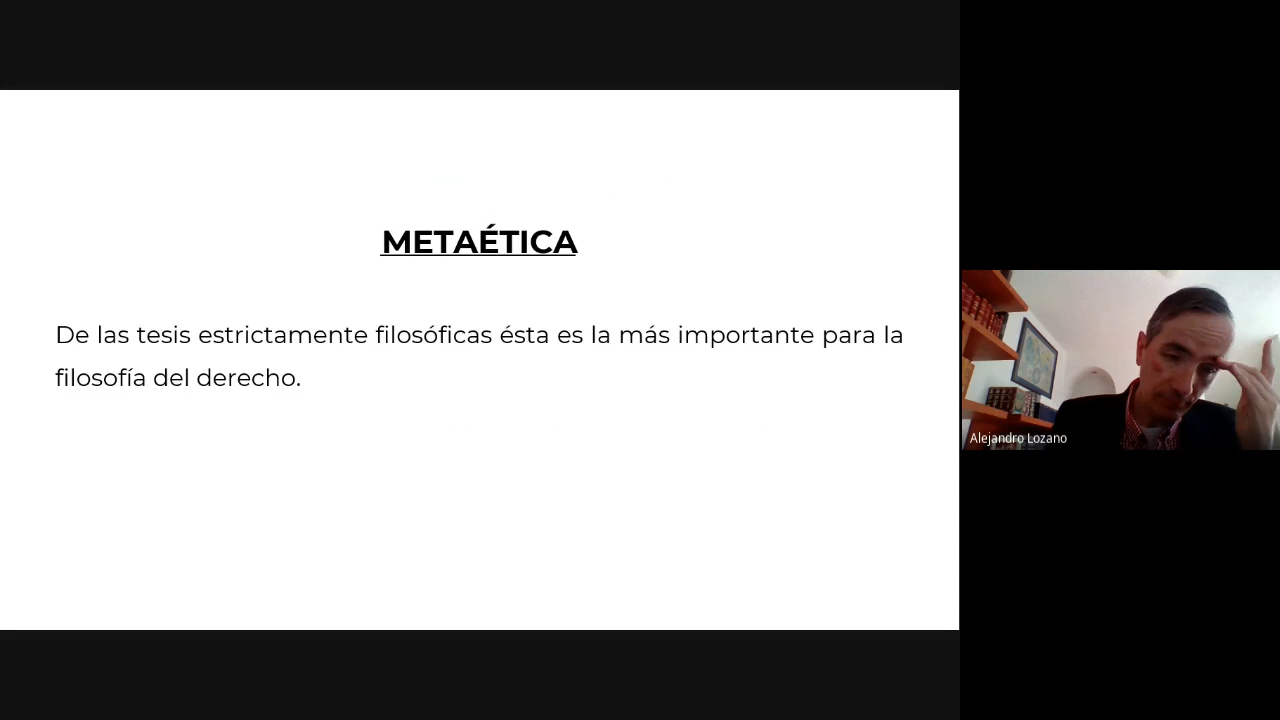 METAÉTICA
De las tesis estrictamente filosóficas ésta es la más importante para la
filosofía del derecho.
Alejandro Lozano